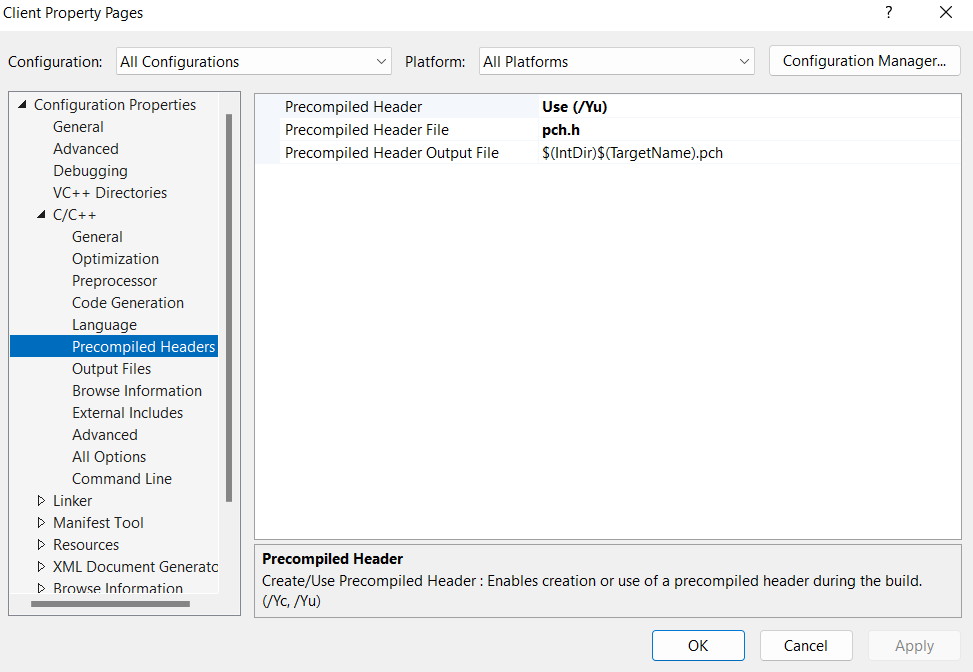 Client Property Pages
?
Configuration: All Configurations Platform: All Platforms Configuration Manager...
Configuration Properties
General
Advanced
Debugging
VC++ Directories
C/C++
General
Optimization
Preprocessor
Code Generation
Language
Precompiled Headers
Output Files
Browse Information
External Includes
Advanced
All Options
Command Line
Linker
Manifest Tool
Resources
XML Document Generato
Browse Information
Precompiled Header Use (/Yu)
Precompiled Header File pch.h
Precompiled Header Output File $(IntDir)$(TargetName).pch
Precompiled Header
Create/Use Precompiled Header : Enables creation or use of a precompiled header during the build.
(/Yc, /Yu)
OK Cancel Apply